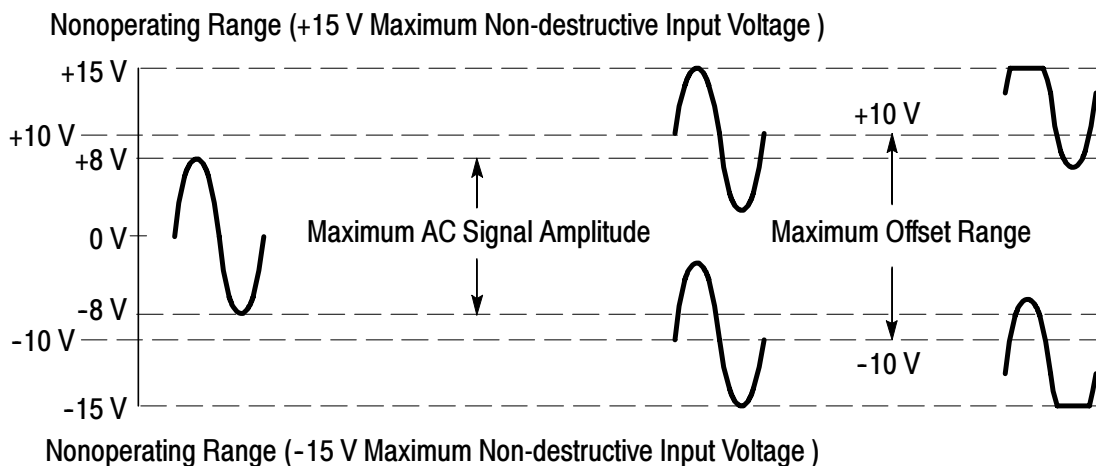 Nonoperating Range (+15 V Maximum Non-destructive Input Voltage )
+15 V
+10 V
+10 V
+8 V
0 V
Maximum AC Signal Amplitude
Maximum Offset Range
-8 V
-10 V
-10 V
-15 V
Nonoperating Range (-15 V Maximum Non-destructive Input Voltage )